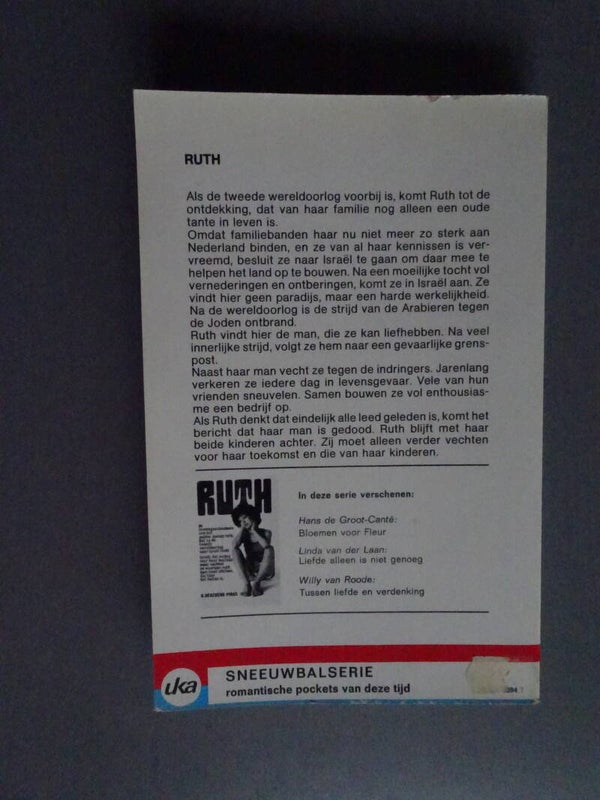 RUTH
Als de tweede wereldoorlog voorbij is, komt Ruth tot de
ontdekking, dat van haar familie nog alleen een oude
tante in leven is.
Omdat familiebanden haar nu niet meer zo sterk aan
Nederland binden, en ze van al haar kennissen is ver-
vreemd, besluit ze naar Israël te gaan om daar mee te
helpen het land op te bouwen. Na een moeilijke tocht vol
vernederingen en ontberingen, komt ze in Israël aan. Ze
vindt hier geen paradijs, maar een harde werkelijkheid.
Na de wereldoorlog is de strijd van de Arabieren tegen
de Joden ontbrand.
Ruth vindt hier de man, die ze kan liefhebben. Na veel
innerlijke strijd, volgt ze hem naar een gevaarlijke grens-
post.
Naast haar man vecht ze tegen de indringers. Jarenlang
verkeren ze iedere dag in levensgevaar. Vele van hun
vrienden sneuvelen. Samen bouwen ze vol enthousias-
me een bedrijf op.
Als Ruth denkt dat eindelijk alle leed geleden is, komt het
bericht dat haar man is gedood. Ruth blijft met haar
beide kinderen achter. Zij moet alleen verder vechten
voor haar toekomst en die van haar kinderen.
RUTH
In deze serie verschenen:
Hans de Groot-Canté:
Bloemen voor Fleur
Linda van der Laan:
Liefde alleen is niet genoeg
Willy van Roode:
Tussen liefde en verdenking
uka
SNEEUWBALSERIE
romantische pockets van deze tijd